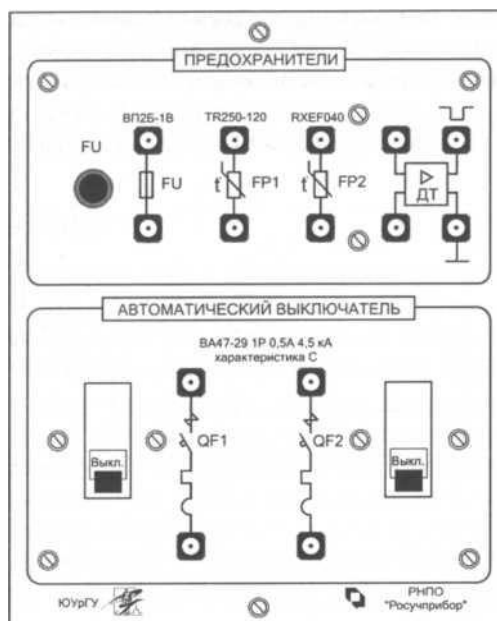 ПРЕДОХРАНИТЕЛИ
ВП2Б-1В TR250-120 RXEF040
FU
FU
t°
FP1
t°
FP2
ДТ
АВТОМАТИЧЕСКИЙ ВЫКЛЮЧАТЕЛЬ
ВА47-29 1Р 0,5А 4,5 кА
характеристика С
QF1
QF2
Выкл.
Выкл.
ЮУрГУ
РНПО
"Росучприбор"